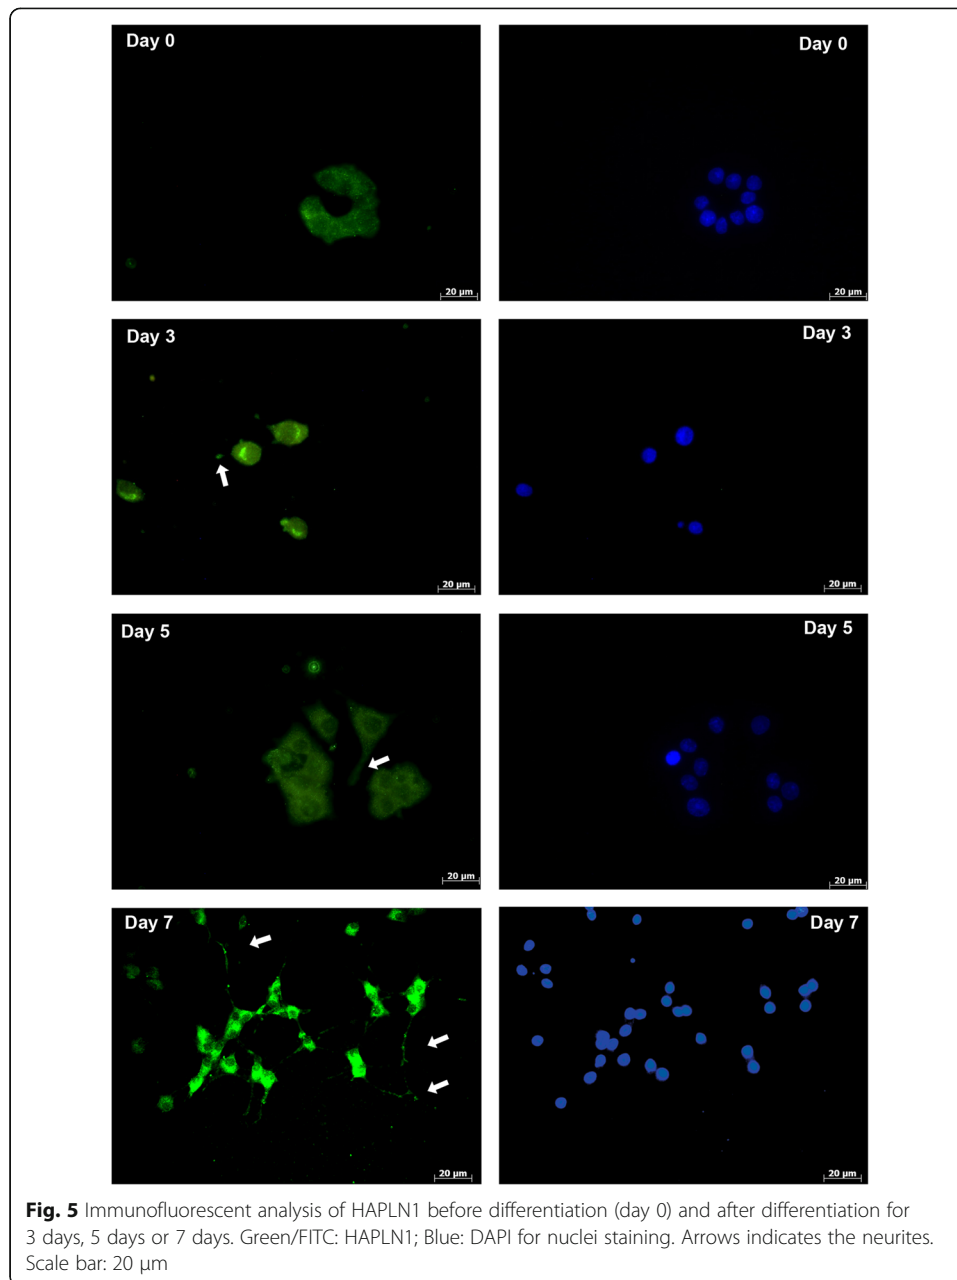 Day 0
Day 0
20 µm
20 µm
Day 3
Day 3
20 µm
20 µm
Day 5
Day 5
20 µm
20 µm
Day 7
Day 7
20 µm
20 µm
Fig. 5 Immunofluorescent analysis of HAPLN1 before differentiation (day 0) and after differentiation for
3 days, 5 days or 7 days. Green/FITC: HAPLN1; Blue: DAPI for nuclei staining. Arrows indicates the neurites.
Scale bar: 20 µm